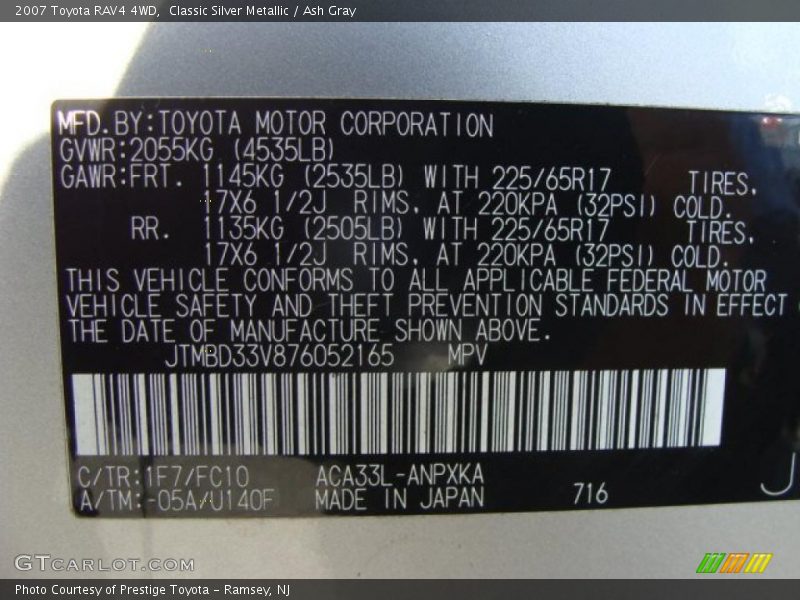 2007 Toyota RAV4 4WD,  Classic Silver Metallic / Ash Gray
MFD.BY:TOYOTA MOTOR CORPORATION
GVWR:2055KG (4535LB)
GAWR:FRT. 1145KG (2535LB) WITH 225/65R17 TIRES,
17X6 1/2J RIMS, AT 220KPA (32PSI) COLD.
RR. 1135KG (2505LB) WITH 225/65R17 TIRES,
17X6 1/2J RIMS, AT 220KPA (32PSI) COLD.
THIS VEHICLE CONFORMS TO ALL APPLICABLE FEDERAL MOTOR
VEHICLE SAFETY AND THEFT PREVENTION STANDARDS IN EFFECT
THE DATE OF MANUFACTURE SHOWN ABOVE.
JTMBD33V876052165 MPV
C/TR:1F7/FC10 ACA33L-ANPXKA
A/TM:-05A/U140F MADE IN JAPAN 716 J
GTCARLOT.COM
Photo Courtesy of Prestige Toyota – Ramsey, NJ